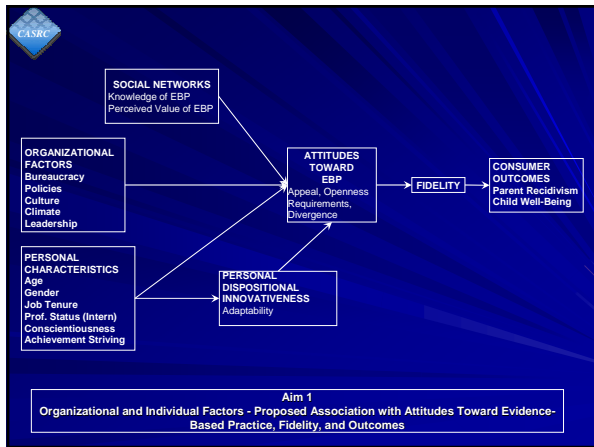 CASRC
SOCIAL NETWORKS
Knowledge of EBP
Perceived Value of EBP
ORGANIZATIONAL
FACTORS
Bureaucracy
Policies
Culture
Climate
Leadership
ATTITUDES
TOWARD
EBP
Appeal, Openness
Requirements,
Divergence
FIDELITY
CONSUMER
OUTCOMES
Parent Recidivism
Child Well-Being
PERSONAL
CHARACTERISTICS
Age
Gender
Job Tenure
Prof. Status (Intern)
Conscientiousness
Achievement Striving
PERSONAL
DISPOSITIONAL
INNOVATIVENESS
Adaptability
Aim 1
Organizational and Individual Factors - Proposed Association with Attitudes Toward Evidence-
Based Practice, Fidelity, and Outcomes